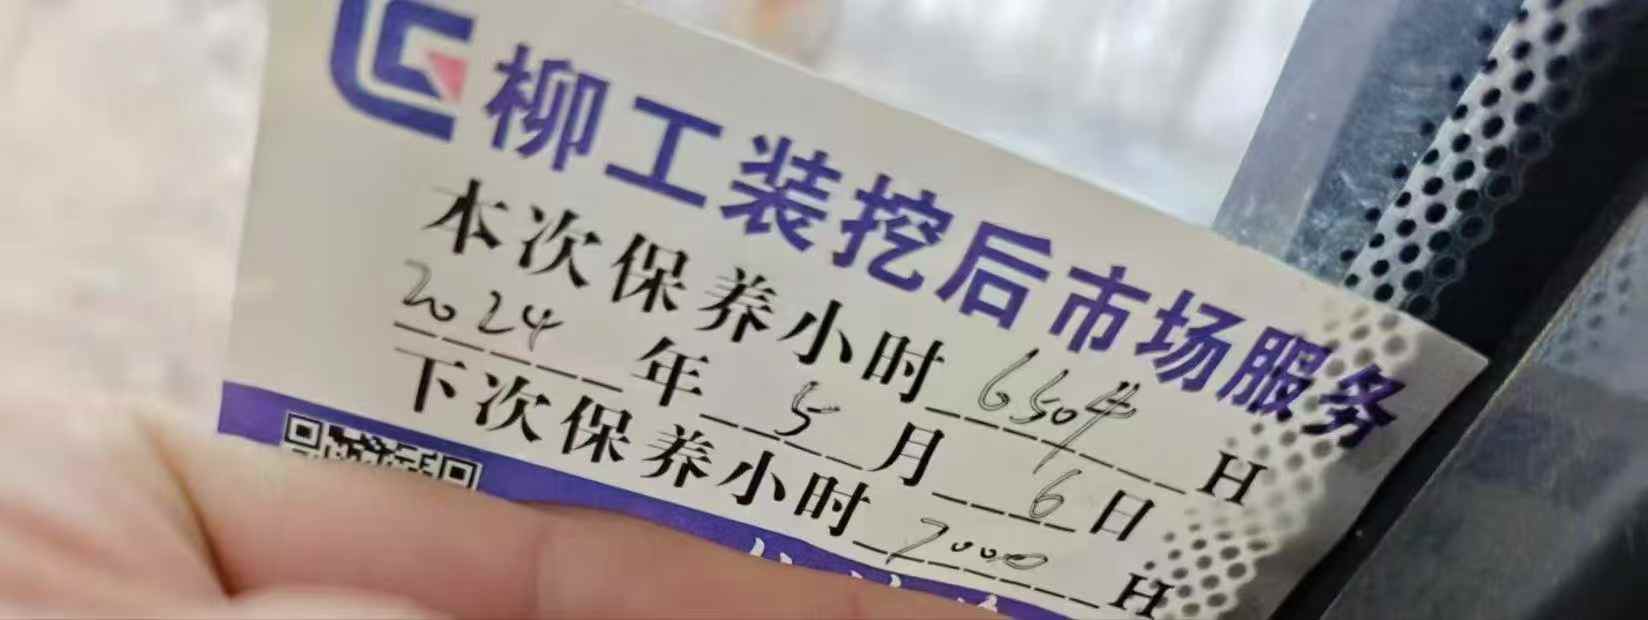 柳工装挖后市场服务
本次保养小时 6504 H
2024 年 5 月 6 日
下次保养小时 7000 H